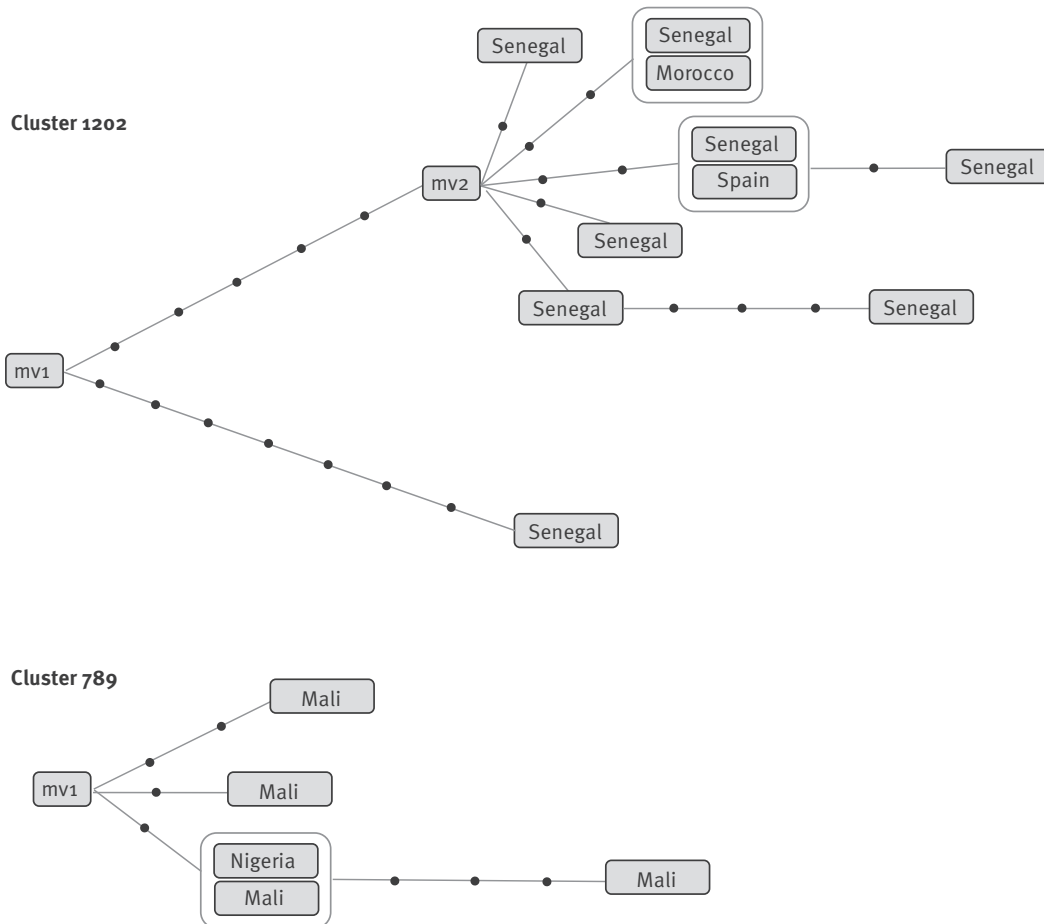 Senegal
Senegal
Morocco
Cluster 1202
Senegal
Spain
Senegal
mv2
Senegal
Senegal
Senegal
mv1
Senegal
Cluster 789
Mali
mv1
Mali
Nigeria
Mali
Mali